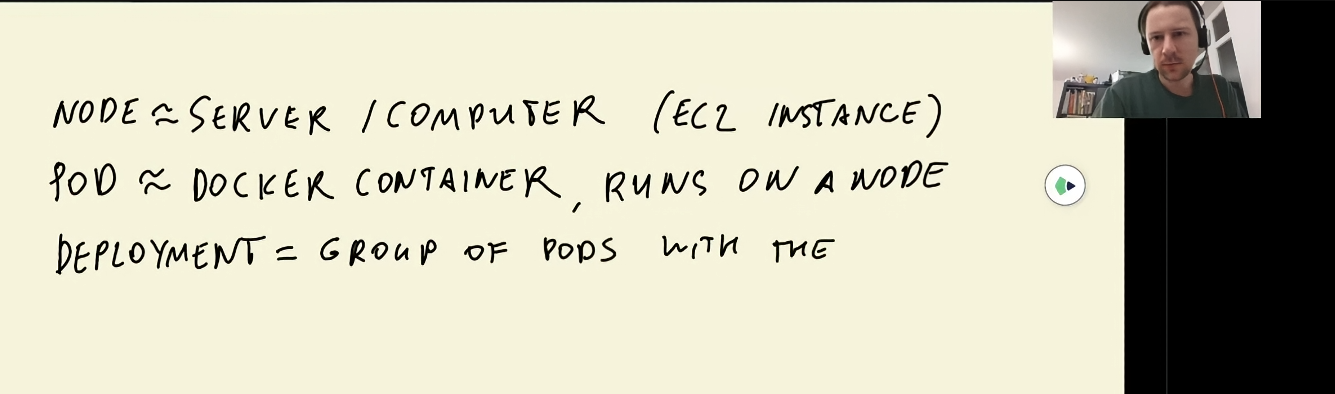 NODE ≈ SERVER / COMPUTER (EC2 INSTANCE)
POD ≈ DOCKER CONTAINER, RUNS ON A NODE
DEPLOYMENT = GROUP OF PODS WITH THE